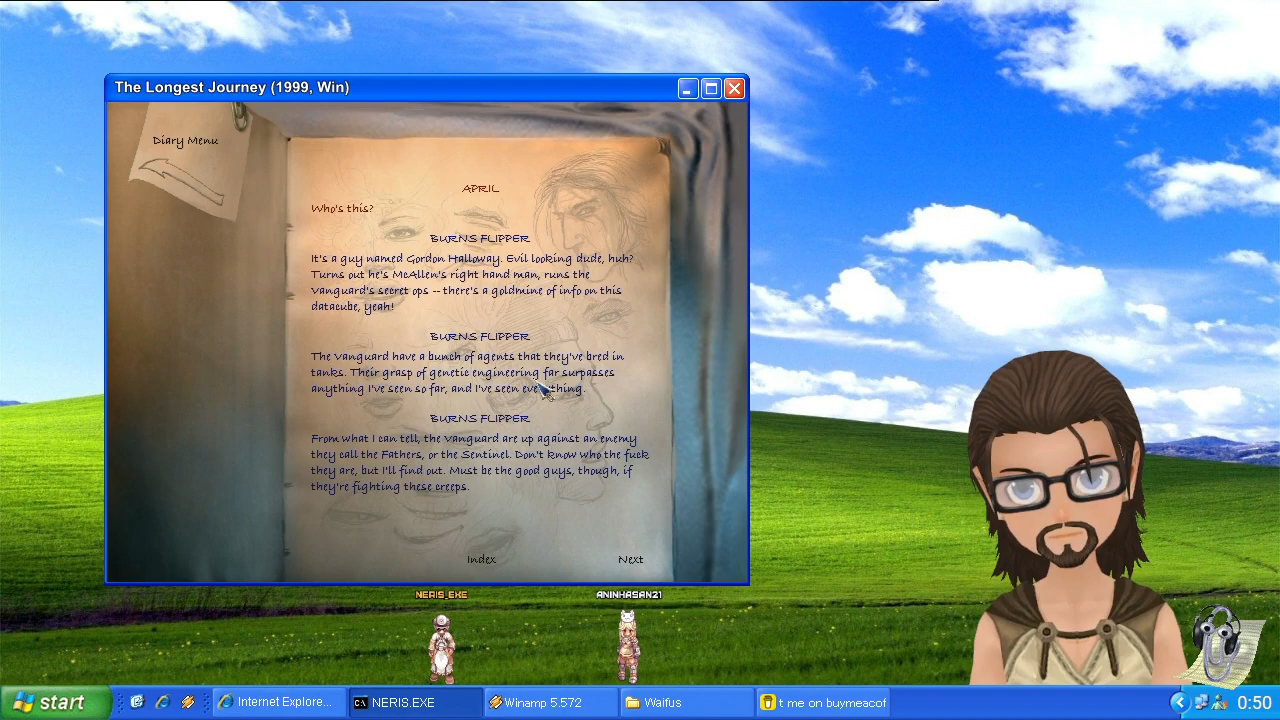 The Longest Journey (1999, Win)
Diary Menu
APRIL
Who's this?
BURNS FLIPPER
It's a guy named Gordon Halloway. Evil looking dude, huh?
Turns out he's McAllen's right hand man, runs the
Vanguard's secret ops -- there's a goldmine of info on this
datacube, yeah!
BURNS FLIPPER
The Vanguard have a bunch of agents that they've bred in
tanks. Their grasp of genetic engineering far surpasses
anything I've seen so far, and I've seen everything.
BURNS FLIPPER
From what I can tell, the Vanguard are up against an enemy
they call the Fathers, or the Sentinel. Don't know who the fuck
they are, but I'll find out. Must be the good guys, though, if
they're fighting these creeps.
Index
Next
NERIS_EXE
ANINHASAN21
start
Internet Explore...
NERIS.EXE
Winamp 5.572
Waifus
t me on buymeacof
0:50